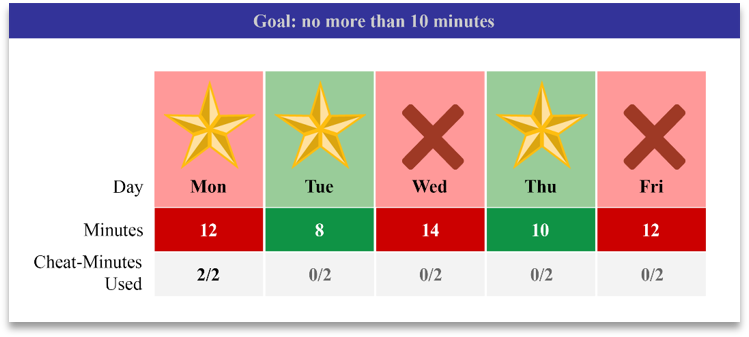 Goal: no more than 10 minutes
Day Mon Tue Wed Thu Fri
Minutes 12 8 14 10 12
Cheat-Minutes
Used 2/2 0/2 0/2 0/2 0/2